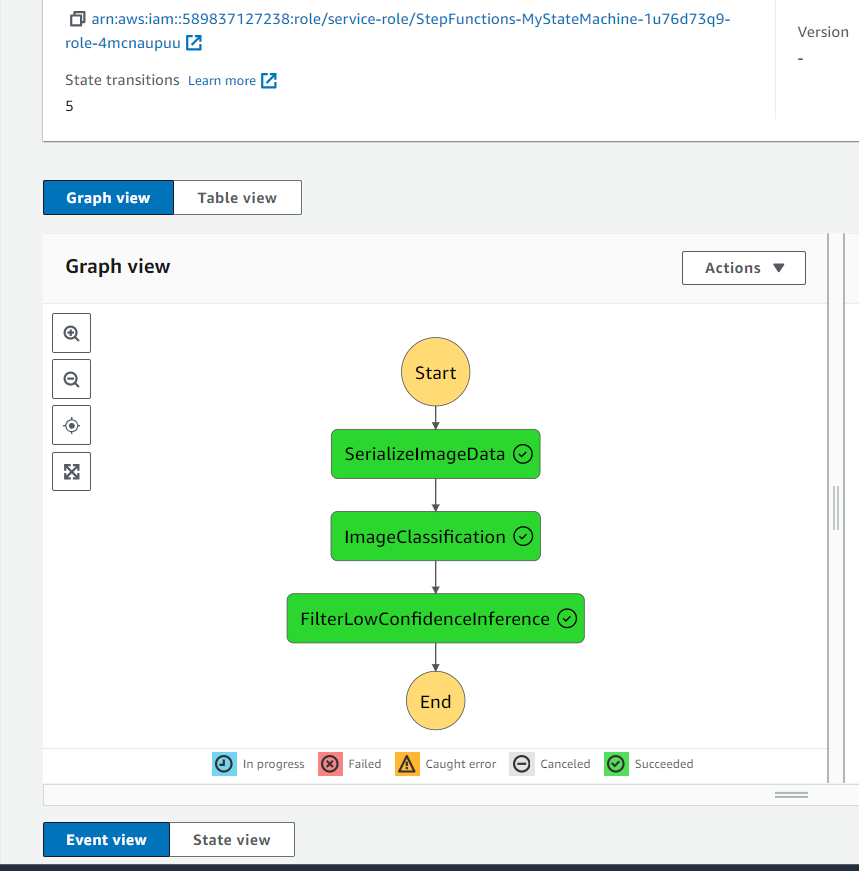 arn:aws:iam::589837127238:role/service-role/StepFunctions-MyStateMachine-1u76d73q9-
role-4mcnaupuu
Version
-
State transitions Learn more
5
Graph view Table view
Graph view
Actions
Start
SerializeImageData
ImageClassification
FilterLowConfidenceInference
End
In progress Failed Caught error Canceled Succeeded
Event view State view